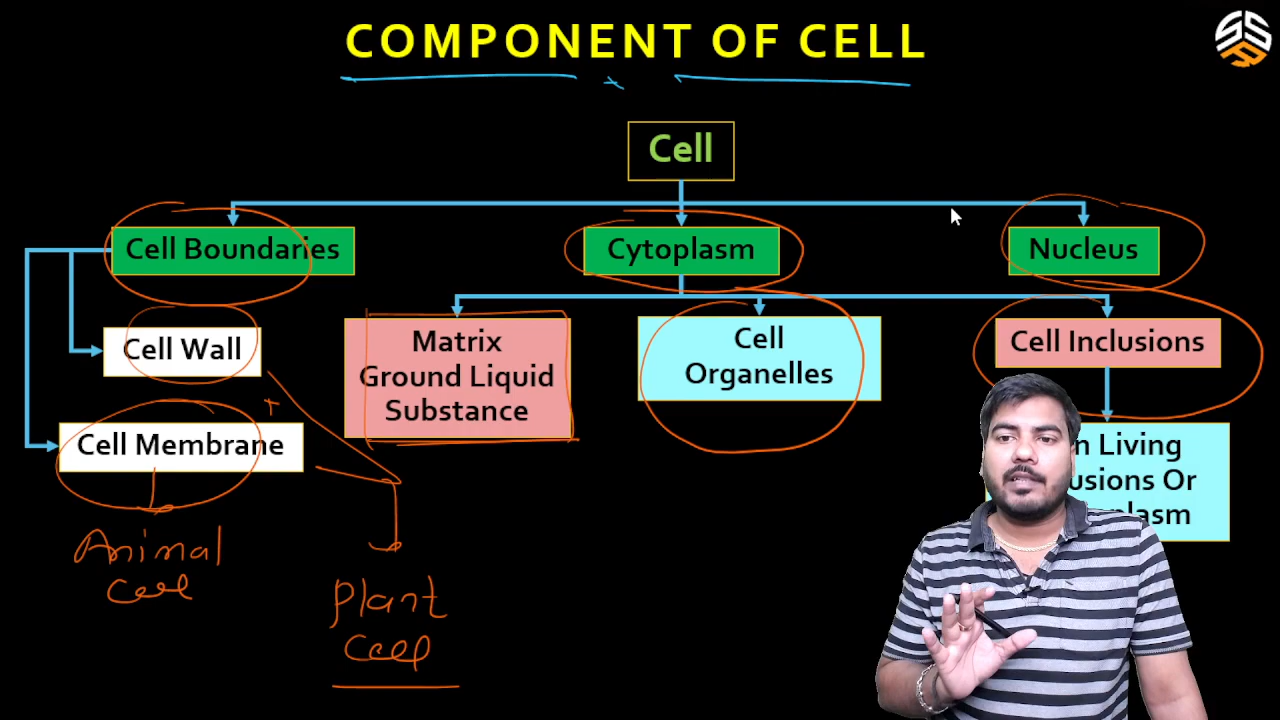 COMPONENT OF CELL
Cell
Cell Boundaries
Cytoplasm
Nucleus
Cell Wall
Cell Membrane
Matrix
Ground Liquid
Substance
Cell
Organelles
Cell Inclusions
Living
Or
Animal
Cell
Plant
Cell